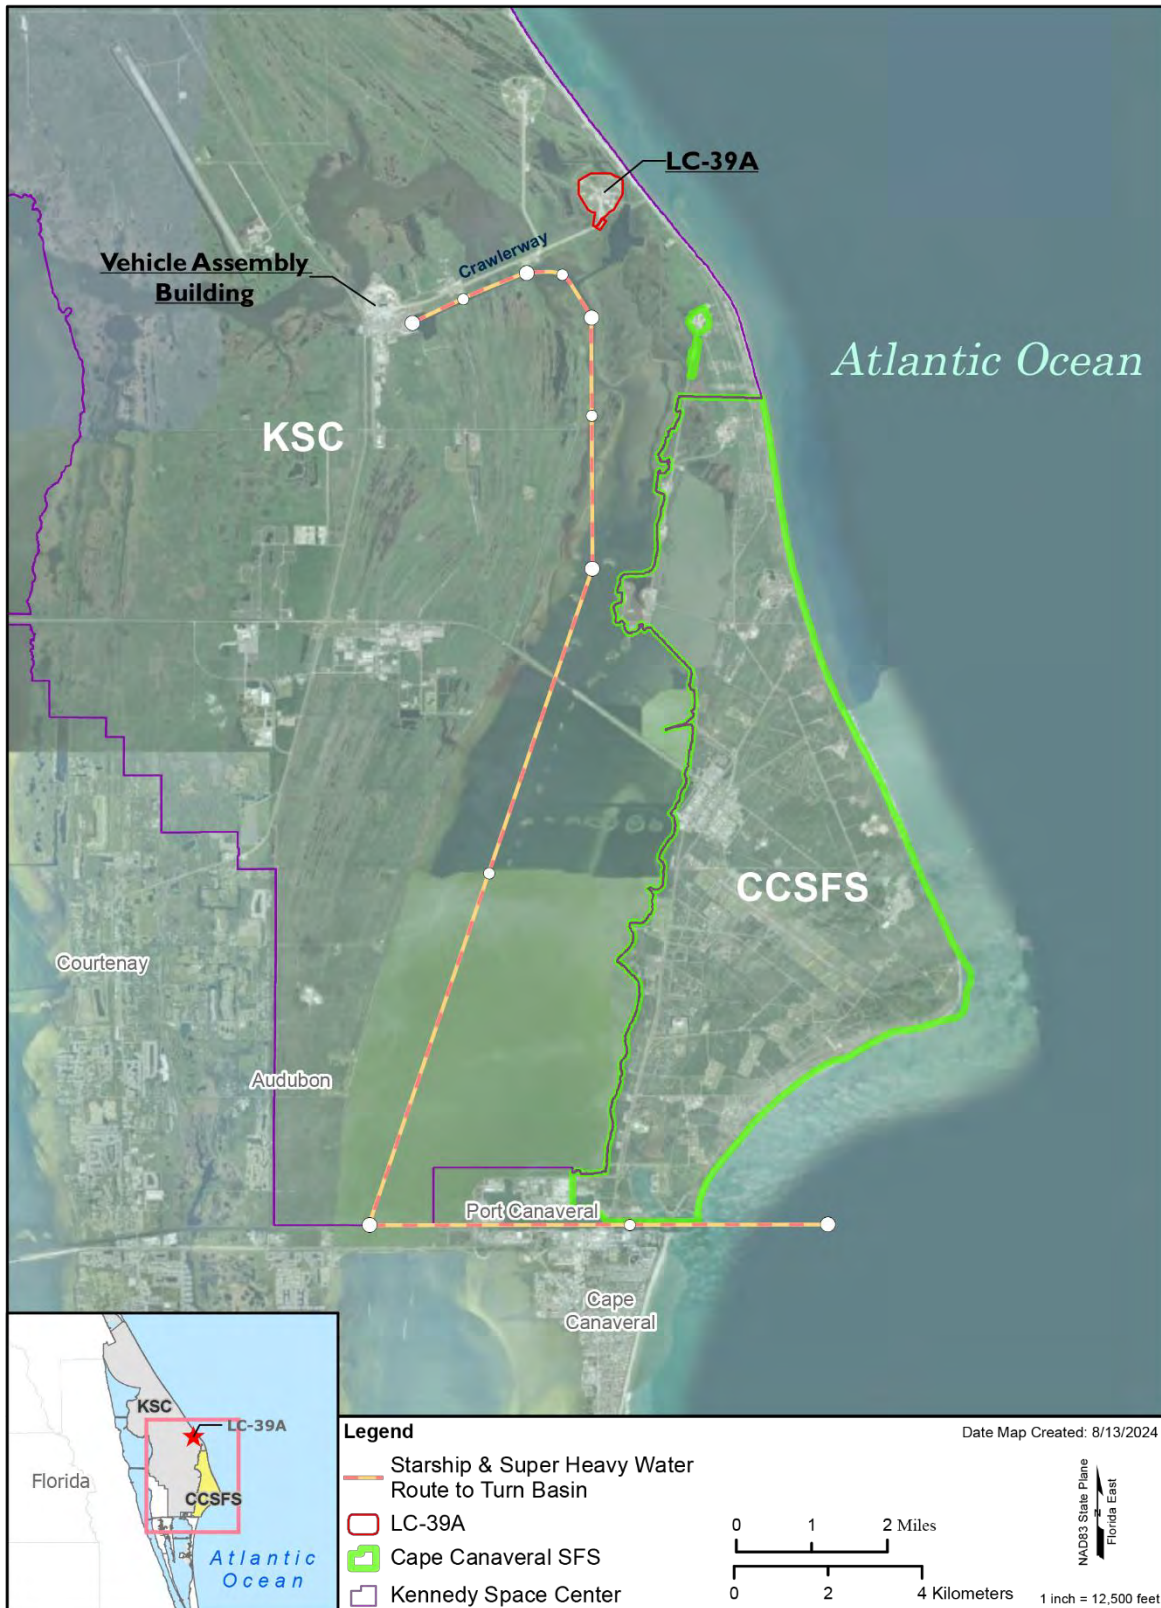 LC-39A
Crawlerway
Vehicle Assembly
Building
Atlantic Ocean
KSC
CCSFS
Courtenay
Audubon
Port Canaveral
Cape
Canaveral
KSC
LC-39A
Florida
CCSFS
Atlantic
Ocean
Legend
Date Map Created: 8/13/2024
Starship & Super Heavy Water
Route to Turn Basin
LC-39A
Cape Canaveral SFS
Kennedy Space Center
0 1 2 Miles
0 2 4 Kilometers
N
NAD83 State Plane
Florida East
1 inch = 12,500 feet